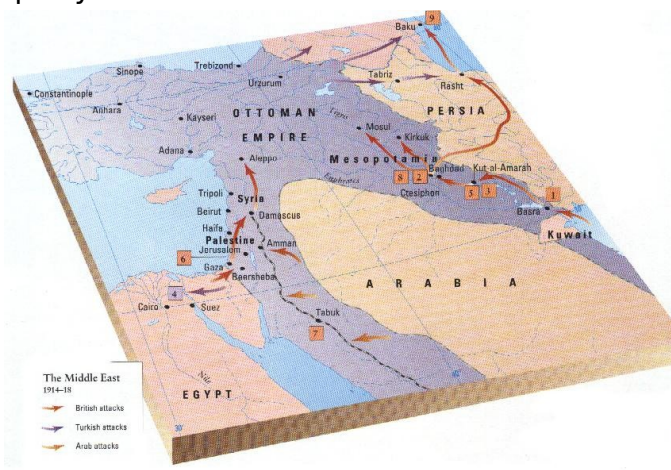 9
Baku
Sinope
Trebizond
Urzurum
Tabriz
Rasht
Constantinople
Ankara
Kayseri
OTTOMAN
EMPIRE
PERSIA
Tigris
Mosul
Kirkuk
Adana
Aleppo
Mesopotamia
Baghdad
Kut-al-Amarah
Euphrates
8
2
Ctesiphon
5
3
1
Basra
Kuwait
Tripoli
Syria
Beirut
Damascus
Haifa
Palestine
Amman
6
Jerusalem
Gaza
Beersheba
ARABIA
4
Cairo
Suez
Tabuk
7
Nile
EGYPT
30°
The Middle East
1914–18
British attacks
Turkish attacks
Arab attacks